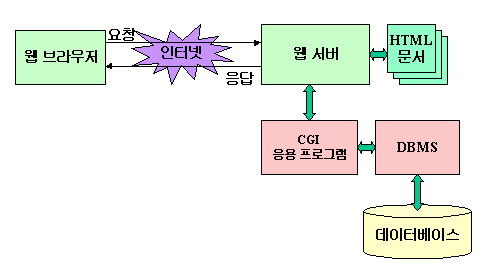 요청
웹 브라우저
인터넷
응답
웹 서버
HTML
문서
CGI
응용 프로그램
DBMS
데이터베이스